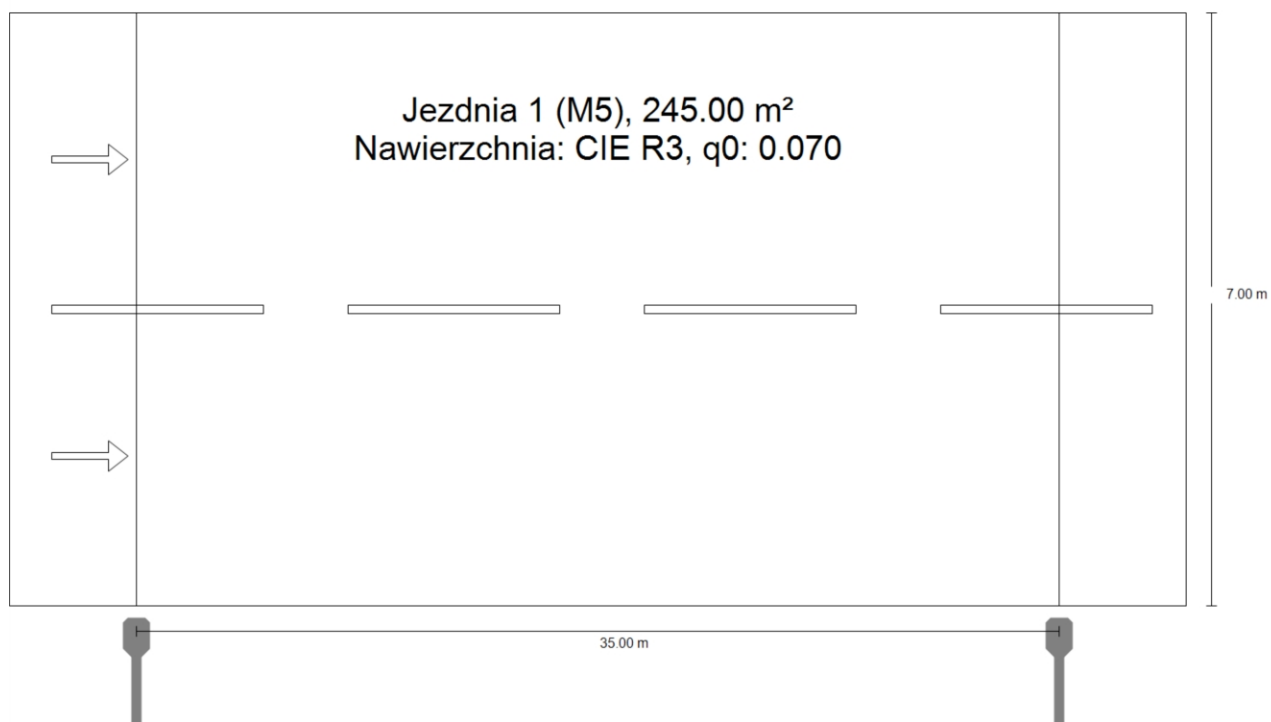 Jezdnia 1 (M5), 245.00 m²
Nawierzchnia: CIE R3, q0: 0.070
7.00 m
35.00 m